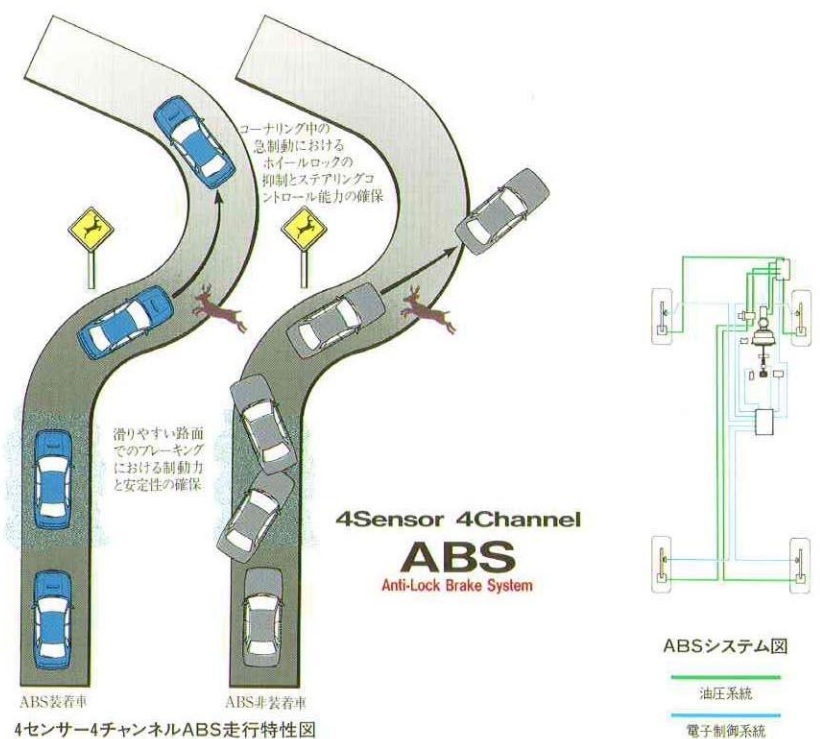 コーナリング中の
急制動における
ホイールロックの
抑制とステアリングコ
ントロール能力の確保
滑りやすい路面
でのブレーキング
における制動力
と安定性の確保
4Sensor 4Channel
ABS
Anti-Lock Brake System
ABS装着車
ABS非装着車
4センサー4チャンネルABS走行特性図
ABSシステム図
油圧系統
電子制御系統